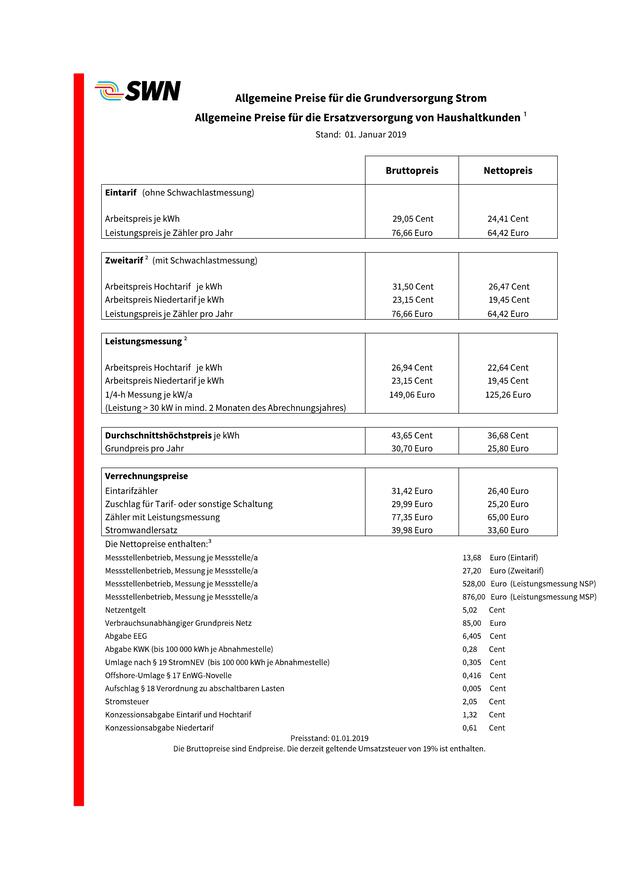 SWN
Allgemeine Preise für die Grundversorgung Strom
Allgemeine Preise für die Ersatzversorgung von Haushaltkunden ¹
Stand: 01. Januar 2019
Bruttopreis Nettopreis
Eintarif (ohne Schwachlastmessung)
Arbeitspreis je kWh 29,05 Cent 24,41 Cent
Leistungspreis je Zähler pro Jahr 76,66 Euro 64,42 Euro
Zweitarif ² (mit Schwachlastmessung)
Arbeitspreis Hochtarif je kWh 31,50 Cent 26,47 Cent
Arbeitspreis Niedertarif je kWh 23,15 Cent 19,45 Cent
Leistungspreis je Zähler pro Jahr 76,66 Euro 64,42 Euro
Leistungsmessung ²
Arbeitspreis Hochtarif je kWh 26,94 Cent 22,64 Cent
Arbeitspreis Niedertarif je kWh 23,15 Cent 19,45 Cent
1/4-h Messung je kW/a 149,06 Euro 125,26 Euro
(Leistung > 30 kW in mind. 2 Monaten des Abrechnungsjahres)
Durchschnittshöchstpreis je kWh 43,65 Cent 36,68 Cent
Grundpreis pro Jahr 30,70 Euro 25,80 Euro
Verrechnungspreise
Eintarifzähler 31,42 Euro 26,40 Euro
Zuschlag für Tarif- oder sonstige Schaltung 29,99 Euro 25,20 Euro
Zähler mit Leistungsmessung 77,35 Euro 65,00 Euro
Stromwandlersatz 39,98 Euro 33,60 Euro
Die Nettopreise enthalten:³
Messstellenbetrieb, Messung je Messstelle/a 13,68 Euro (Eintarif)
Messstellenbetrieb, Messung je Messstelle/a 27,20 Euro (Zweitarif)
Messstellenbetrieb, Messung je Messstelle/a 528,00 Euro (Leistungsmessung NSP)
Messstellenbetrieb, Messung je Messstelle/a 876,00 Euro (Leistungsmessung MSP)
Netzentgelt 5,02 Cent
Verbrauchsunabhängiger Grundpreis Netz 85,00 Euro
Abgabe EEG 6,405 Cent
Abgabe KWK (bis 100 000 kWh je Abnahmestelle) 0,28 Cent
Umlage nach § 19 StromNEV (bis 100 000 kWh je Abnahmestelle) 0,305 Cent
Offshore-Umlage § 17 EnWG-Novelle 0,416 Cent
Aufschlag § 18 Verordnung zu abschaltbaren Lasten 0,005 Cent
Stromsteuer 2,05 Cent
Konzessionsabgabe Eintarif und Hochtarif 1,32 Cent
Konzessionsabgabe Niedertarif 0,61 Cent
Preisstand: 01.01.2019
Die Bruttopreise sind Endpreise. Die derzeit geltende Umsatzsteuer von 19% ist enthalten.